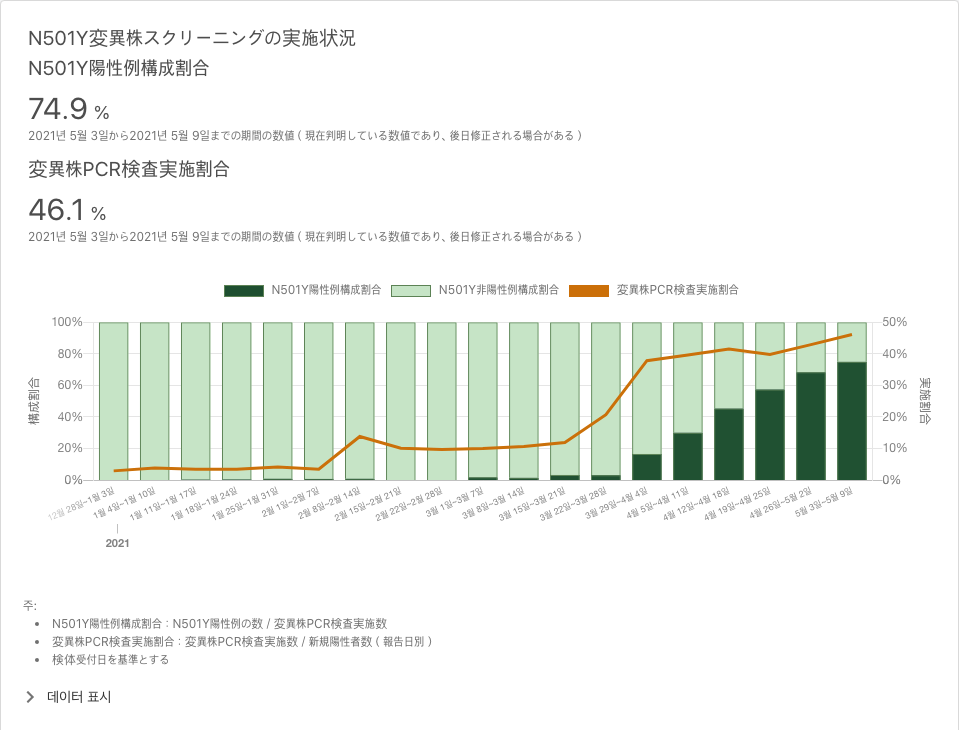 N501Y変異株スクリーニングの実施状況
N501Y陽性例構成割合
74.9 %
2021년 5월 3일から2021년 5월 9일までの期間の数値 ( 現在判明している数値であり、後日修正される場合がある )
変異株PCR検査実施割合
46.1 %
2021년 5월 3일から2021년 5월 9일までの期間の数値 ( 現在判明している数値であり、後日修正される場合がある )
N501Y陽性例構成割合 N501Y非陽性例構成割合 変異株PCR検査実施割合
100% 50%
80% 40%
60% 30%
40% 20%
20% 10%
0% 0%
構成割合
実施割合
12월 28일~1월 3일
1월 4일~1월 10일
1월 11일~1월 17일
1월 18일~1월 24일
1월 25일~1월 31일
2월 1일~2월 7일
2월 8일~2월 14일
2월 15일~2월 21일
2월 22일~2월 28일
3월 1일~3월 7일
3월 8일~3월 14일
3월 15일~3월 21일
3월 22일~3월 28일
3월 29일~4월 4일
4월 5일~4월 11일
4월 12일~4월 18일
4월 19일~4월 25일
4월 26일~5월 2일
5월 3일~5월 9일
2021
주:
• N501Y陽性例構成割合：N501Y陽性例の数 / 変異株PCR検査実施数
• 変異株PCR検査実施割合：変異株PCR検査実施数 / 新規陽性者数 ( 報告日別 )
• 検体受付日を基準とする
데이터 표시